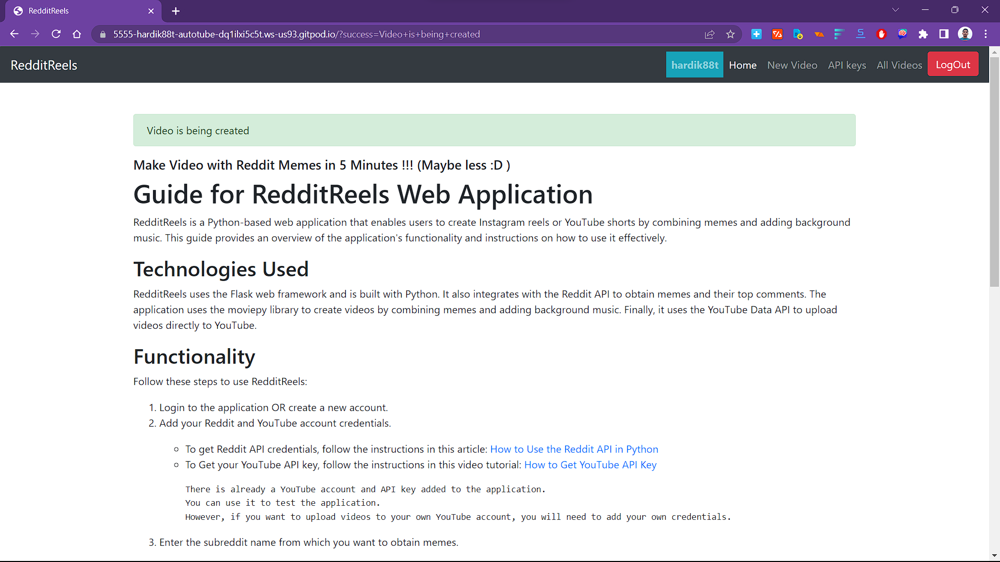 RedditReels
5555-hardik88t-autotube-dq1ilxi5c5t.ws-us93.gitpod.io/?success=Video+is+being+created
RedditReels
hardik88t Home New Video API keys All Videos LogOut
Video is being created
Make Video with Reddit Memes in 5 Minutes !!! (Maybe less :D )
Guide for RedditReels Web Application
RedditReels is a Python-based web application that enables users to create Instagram reels or YouTube shorts by combining memes and adding background
music. This guide provides an overview of the application's functionality and instructions on how to use it effectively.
Technologies Used
RedditReels uses the Flask web framework and is built with Python. It also integrates with the Reddit API to obtain memes and their top comments. The
application uses the moviepy library to create videos by combining memes and adding background music. Finally, it uses the YouTube Data API to upload
videos directly to YouTube.
Functionality
Follow these steps to use RedditReels:
1. Login to the application OR create a new account.
2. Add your Reddit and YouTube account credentials.
To get Reddit API credentials, follow the instructions in this article: How to Use the Reddit API in Python
To Get your YouTube API key, follow the instructions in this video tutorial: How to Get YouTube API Key
There is already a YouTube account and API key added to the application.
You can use it to test the application.
However, if you want to upload videos to your own YouTube account, you will need to add your own credentials.
3. Enter the subreddit name from which you want to obtain memes.